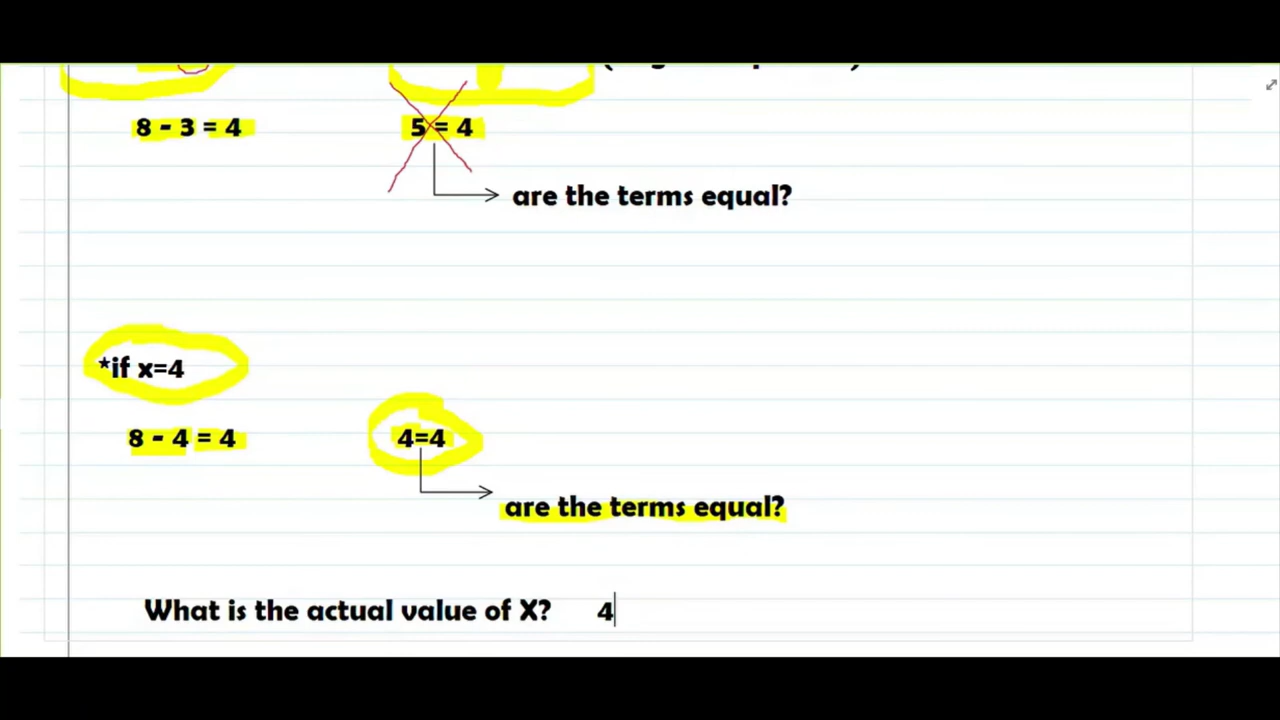 8 - 3 = 4 5 = 4
are the terms equal?
*if x=4
8 - 4 = 4 4=4
are the terms equal?
What is the actual value of X? 4